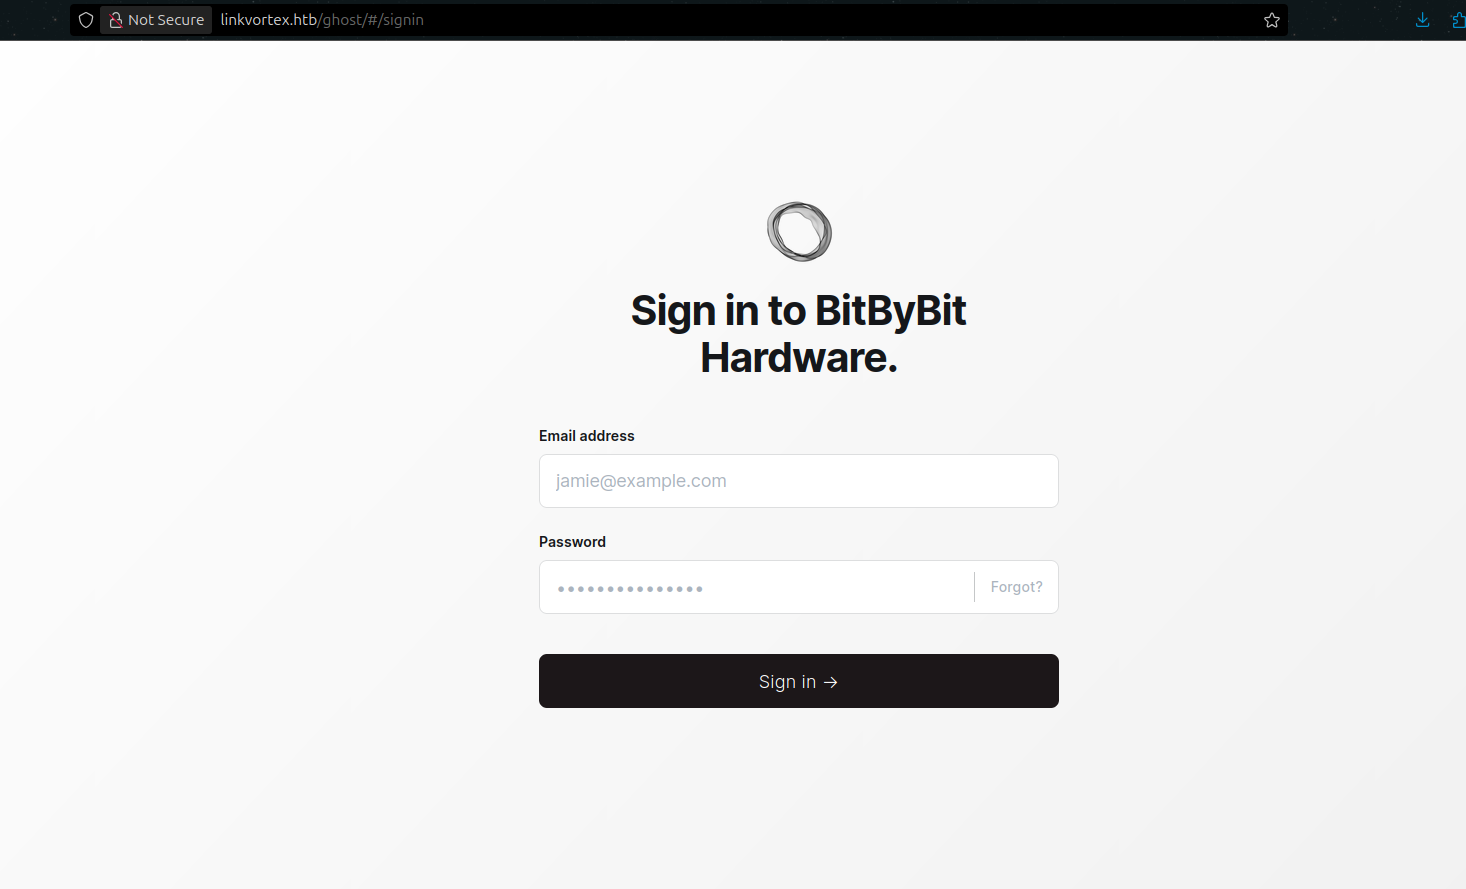 Not Secure linkvortex.htb/ghost/#/signin
Sign in to BitByBit
Hardware.
Email address
jamie@example.com
Password
••••••••••••••• Forgot?
Sign in →